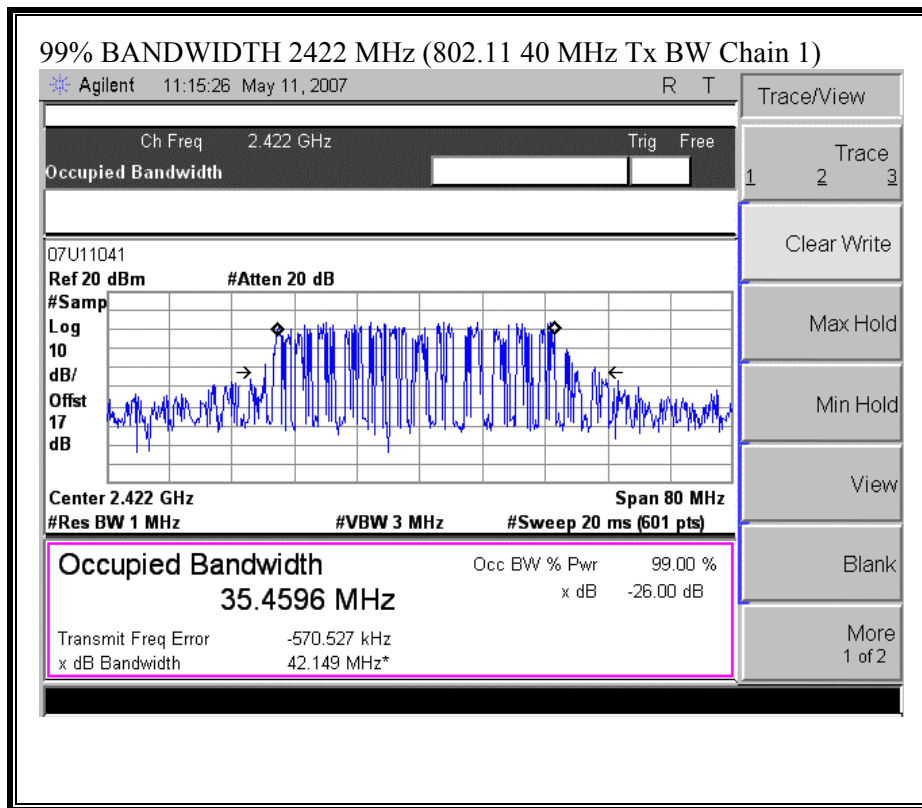 99% BANDWIDTH 2422 MHz (802.11 40 MHz Tx BW Chain 1)
Agilent 11:15:26 May 11, 2007 R T
Trace/View
Ch Freq 2.422 GHz Trig Free
Occupied Bandwidth
Trace
1 2 3
Clear Write
Max Hold
Min Hold
View
Blank
More
1 of 2
07U11041
Ref 20 dBm #Atten 20 dB
#Samp
Log
10
dB/
Offst
17
dB
Center 2.422 GHz Span 80 MHz
#Res BW 1 MHz #VBW 3 MHz #Sweep 20 ms (601 pts)
Occupied Bandwidth Occ BW % Pwr 99.00 %
35.4596 MHz x dB -26.00 dB
Transmit Freq Error -570.527 kHz
x dB Bandwidth 42.149 MHz*